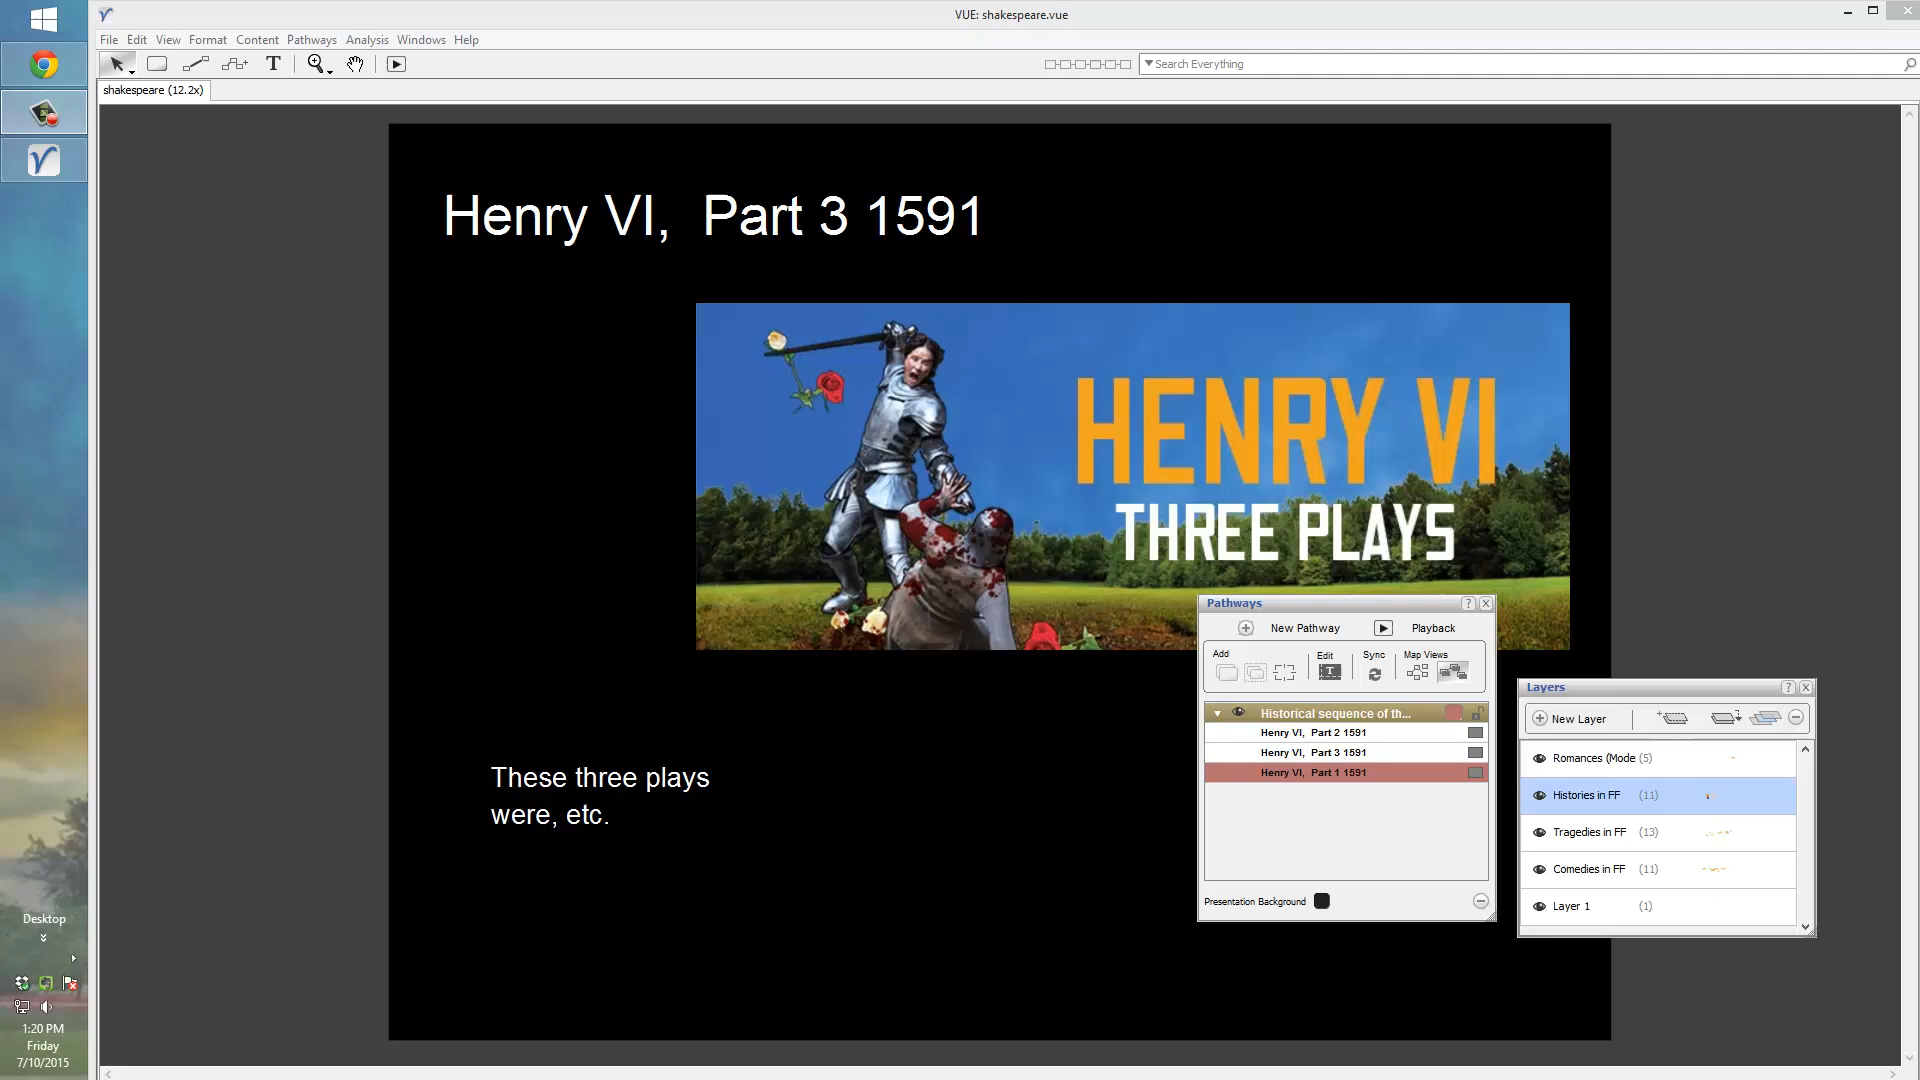 VUE: shakespeare.vue
File Edit View Format Content Pathways Analysis Windows Help
T
Search Everything
shakespeare (12.2x)
Henry VI,  Part 3 1591
HENRY VI
THREE PLAYS
These three plays
were, etc.
Pathways
New Pathway Playback
Add Edit Sync Map Views
T
Historical sequence of th...
Henry VI,  Part 2 1591
Henry VI,  Part 3 1591
Henry VI,  Part 1 1591
Presentation Background
Layers
New Layer
Romances (Mode (5)
Histories in FF (11)
Tragedies in FF (13)
Comedies in FF (11)
Layer 1 (1)
Desktop
1:20 PM
Friday
7/10/2015